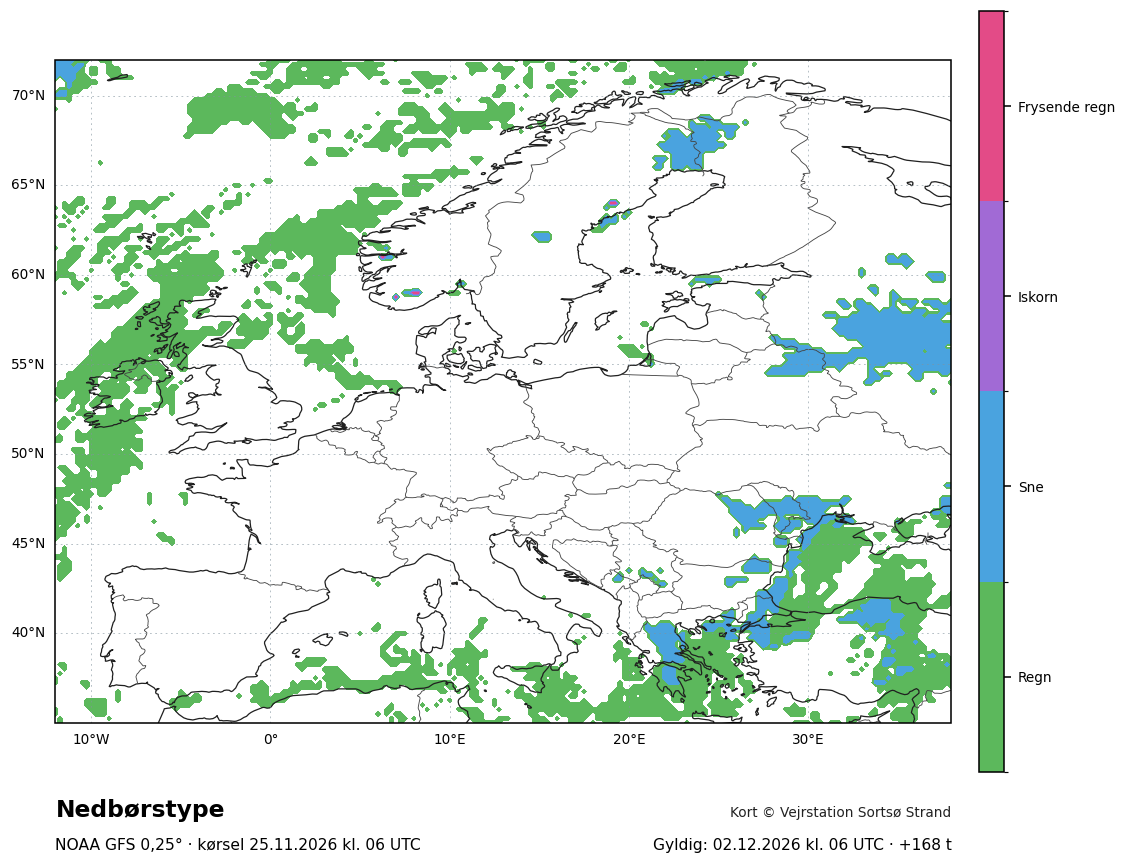 Frysende regn
Iskorn
Sne
Regn
70°N
65°N
60°N
55°N
50°N
45°N
40°N
10°W
0°
10°E
20°E
30°E
Nedbørstype
Kort © Vejrstation Sortsø Strand
NOAA GFS 0,25° · kørsel 25.11.2026 kl. 06 UTC
Gyldig: 02.12.2026 kl. 06 UTC · +168 t